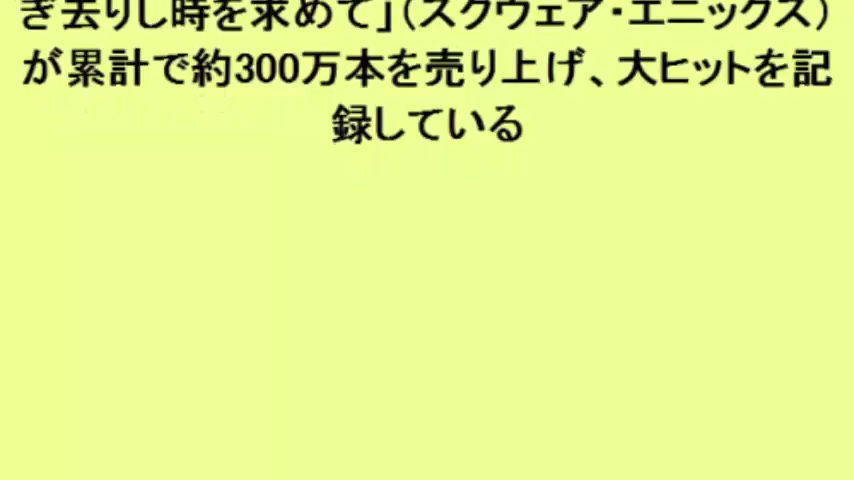 ぎ去りし時を求めて」（スクウェア・エニックス）
が累計で約300万本を売り上げ、大ヒットを記
録している